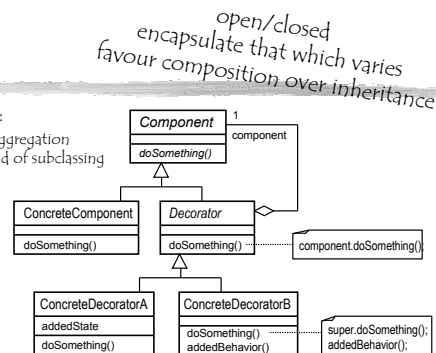 open/closed
encapsulate that which varies
favour composition over inheritance
:
ggregation
d of subclassing
Component
doSomething()
1
component
ConcreteComponent
doSomething()
Decorator
doSomething()
component.doSomething();
ConcreteDecoratorA
addedState
doSomething()
ConcreteDecoratorB
doSomething()
addedBehavior()
super.doSomething();
addedBehavior();